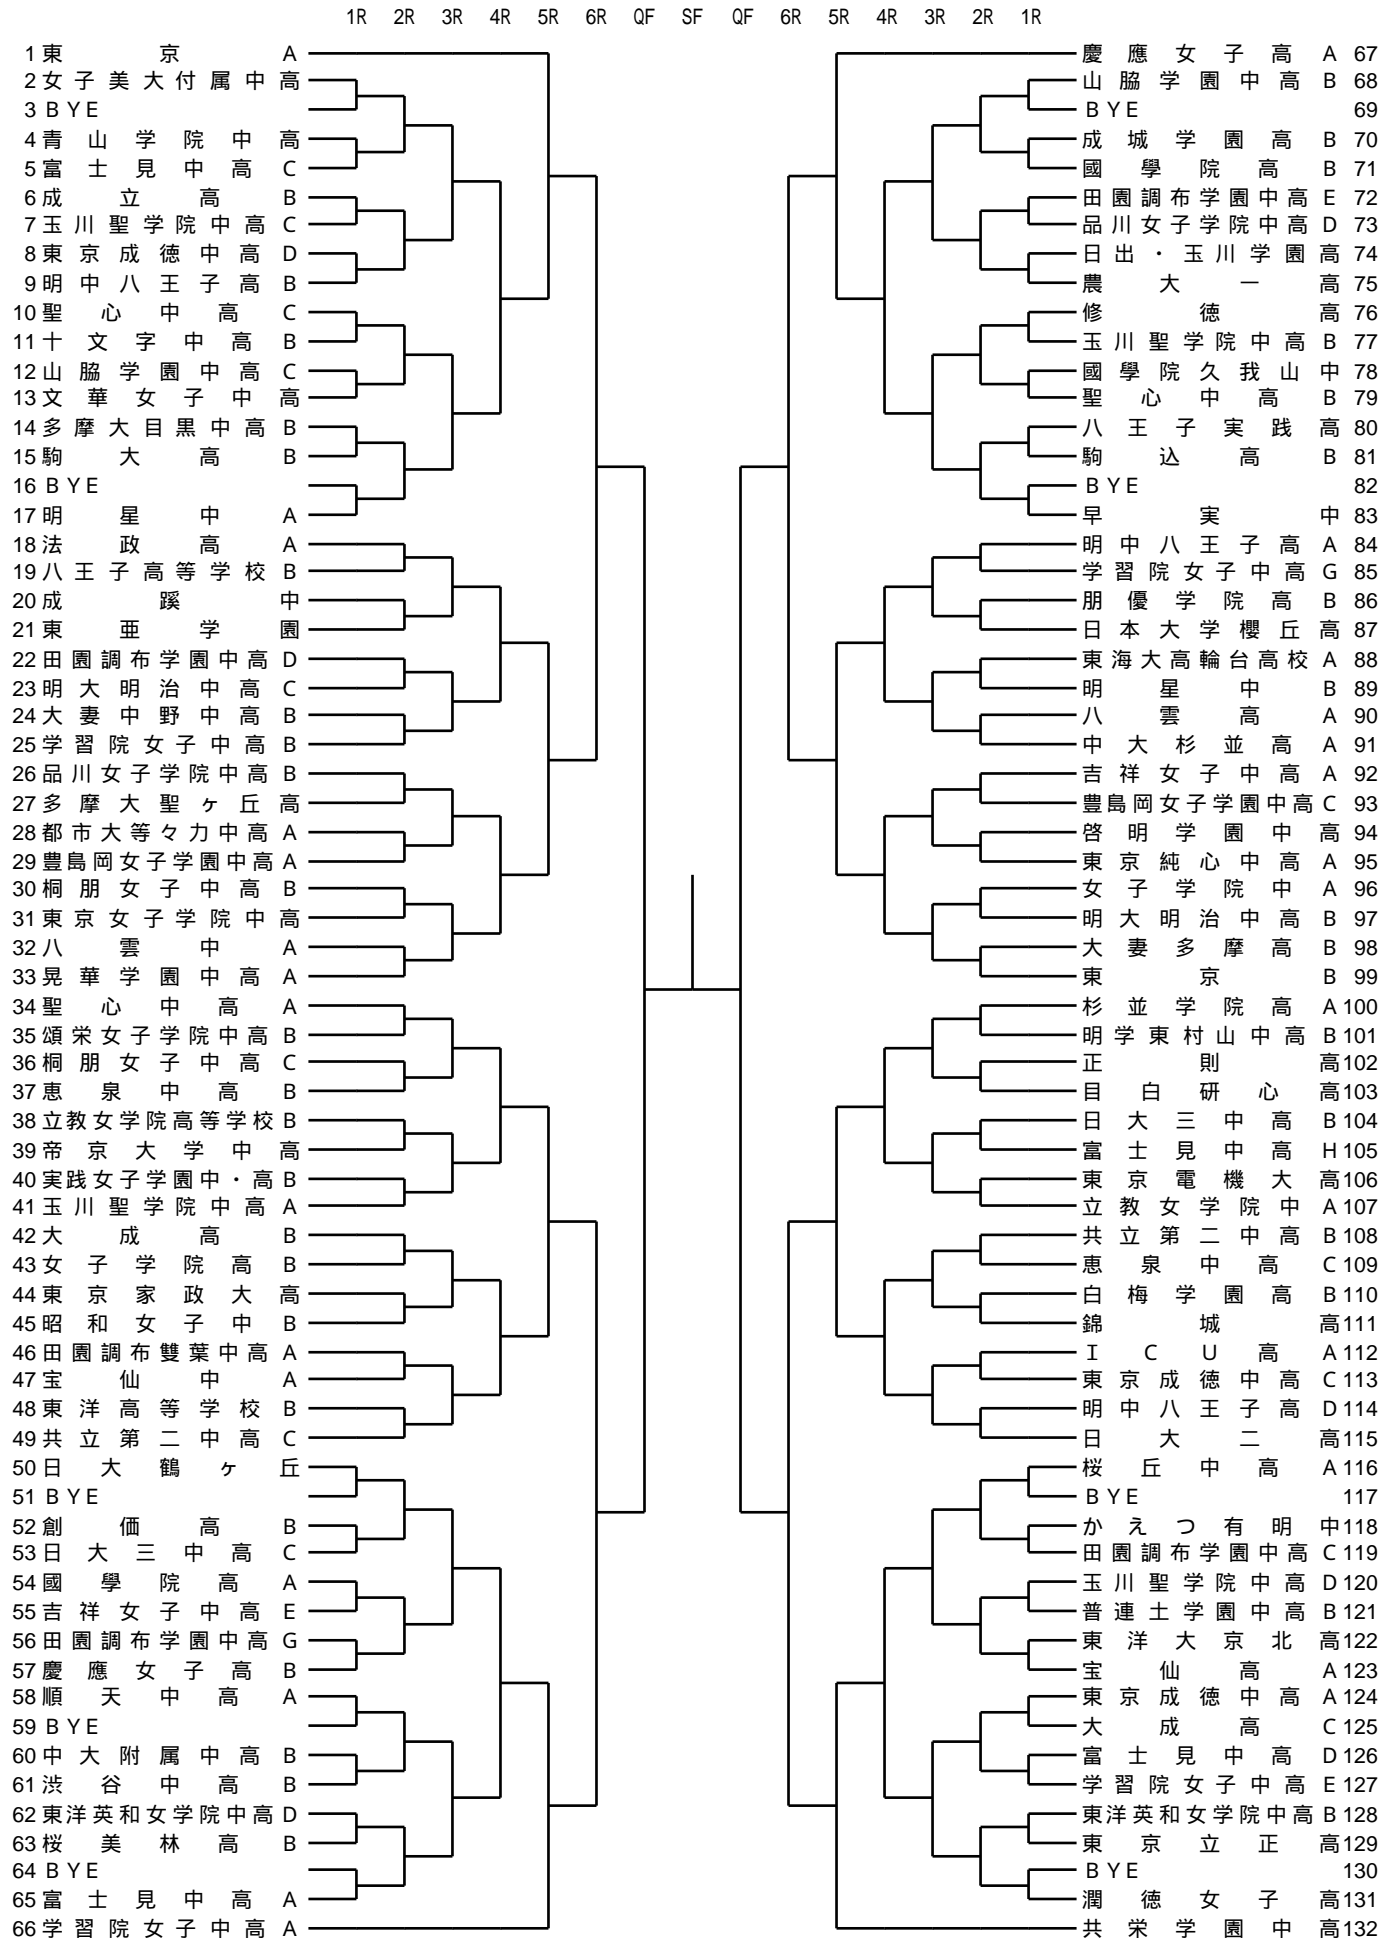 1R 2R 3R 4R 5R 6R QF SF QF 6R 5R 4R 3R 2R 1R
1 東京 A
2 女子美大付属中高
3 BYE
4 青山学院中高
5 富士見中高 C
6 成立高 B
7 玉川聖学院中高 C
8 東京成徳中高 D
9 明中八王子高 B
10 聖心中高 C
11 十文字中高 B
12 山脇学園中高 C
13 文華女子中高
14 多摩大目黒中高 B
15 駒大高 B
16 BYE
17 明星中 A
18 法政高 A
19 八王子高等学校 B
20 成蹊中
21 東亜学園
22 田園調布学園中高 D
23 明大明治中高 C
24 大妻中野中高 B
25 学習院女子中高 B
26 品川女子学院中高 B
27 多摩大聖ヶ丘高
28 都市大等々力中高 A
29 豊島岡女子学園中高 A
30 桐朋女子中高 B
31 東京女子学院中高
32 八雲中 A
33 晃華学園中高 A
34 聖心中高 A
35 頌栄女子学院中高 B
36 桐朋女子中高 C
37 恵泉中高 B
38 立教女学院高等学校 B
39 帝京大学中高
40 実践女子学園中・高 B
41 玉川聖学院中高 A
42 大成高 B
43 女子学院高 B
44 東京家政大高
45 昭和女子中 B
46 田園調布雙葉中高 A
47 宝仙中 A
48 東洋高等学校 B
49 共立第二中高 C
50 日大鶴ヶ丘
51 BYE
52 創価高 B
53 日大三中高 C
54 國學院高 A
55 吉祥女子中高 E
56 田園調布学園中高 G
57 慶應女子高 B
58 順天中高 A
59 BYE
60 中大附属中高 B
61 渋谷中高 B
62 東洋英和女学院中高 D
63 桜美林高 B
64 BYE
65 富士見中高 A
66 学習院女子中高 A
慶應女子高 A 67
山脇学園中高 B 68
BYE 69
成城学園高 B 70
國學院高 B 71
田園調布学園中高 E 72
品川女子学院中高 D 73
日出・玉川学園高 74
農大一高 75
修徳高 76
玉川聖学院中高 B 77
國學院久我山中 78
聖心中高 B 79
八王子実践高 80
駒込高 B 81
BYE 82
早実中 83
明中八王子高 A 84
学習院女子中高 G 85
朋優学院高 B 86
日本大学櫻丘高 87
東海大高輪台高校 A 88
明星中 B 89
八雲高 A 90
中大杉並高 A 91
吉祥女子中高 A 92
豊島岡女子学園中高 C 93
啓明学園中高 94
東京純心中高 A 95
女子学院中 A 96
明大明治中高 B 97
大妻多摩高 B 98
東京 B 99
杉並学院高 A 100
明学東村山中高 B 101
正則高 102
目白研心高 103
日大三中高 B 104
富士見中高 H 105
東京電機大高 106
立教女学院中 A 107
共立第二中高 B 108
恵泉中高 C 109
白梅学園高 B 110
錦城高 111
ICU高 A 112
東京成徳中高 C 113
明中八王子高 D 114
日大二高 115
桜丘中高 A 116
BYE 117
かえつ有明中 118
田園調布学園中高 C 119
玉川聖学院中高 D 120
普連土学園中高 B 121
東洋大京北高 122
宝仙高 A 123
東京成徳中高 A 124
大成高 C 125
富士見中高 D 126
学習院女子中高 E 127
東洋英和女学院中高 B 128
東京立正高 129
BYE 130
潤徳女子高 131
共栄学園中高 132